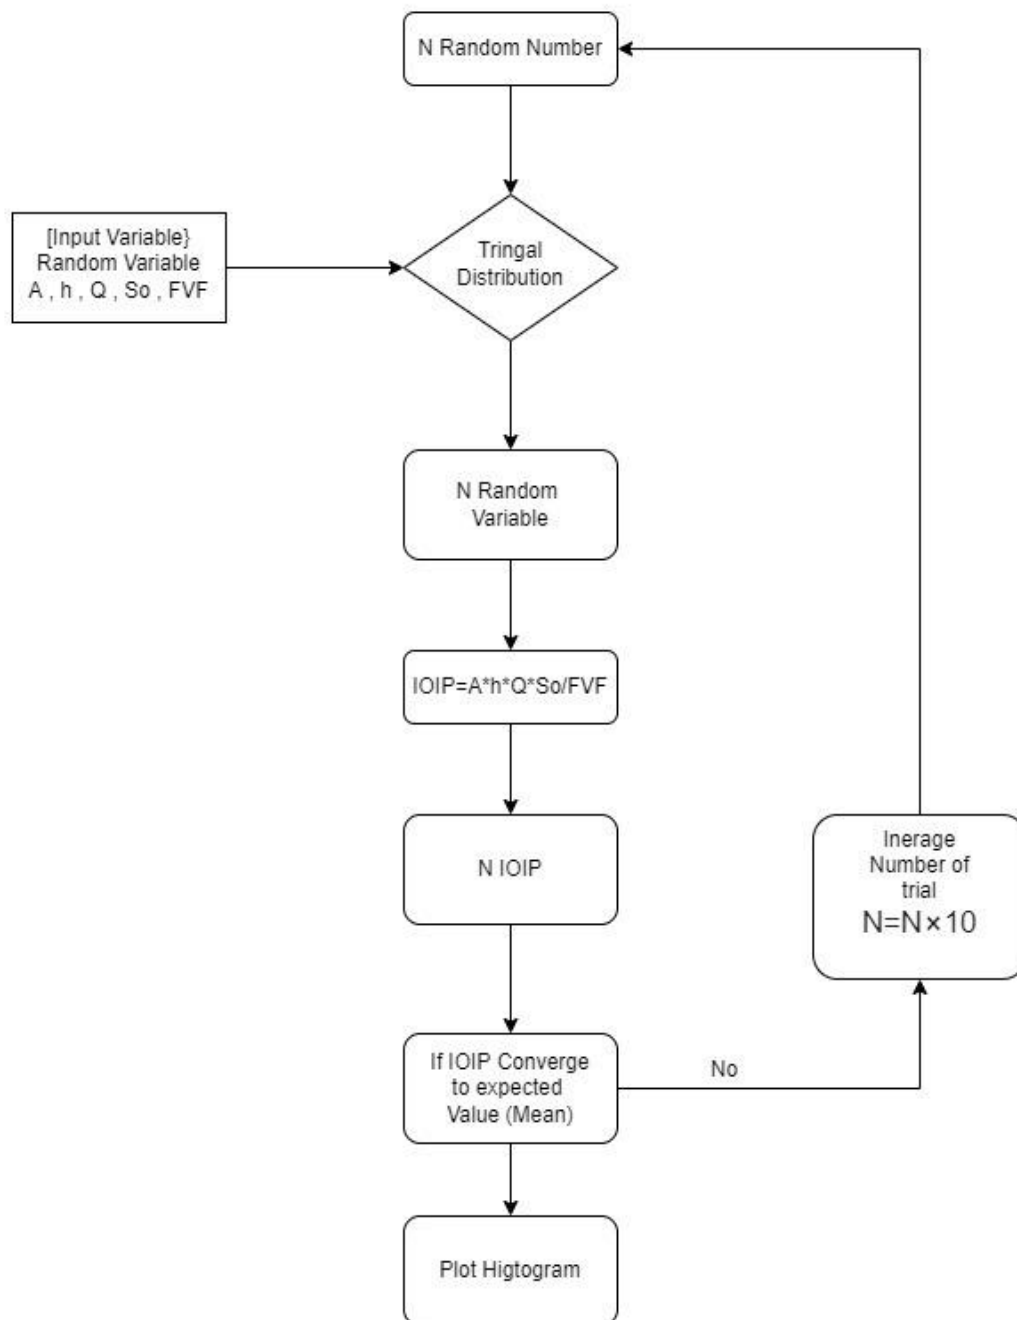 N Random Number
[Input Variable}
Random Variable
A , h , Q , So , FVF
Tringal
Distribution
N Random
Variable
IOIP=A*h*Q*So/FVF
N IOIP
Inerage
Number of
trial
N=N×10
If IOIP Converge
to expected
Value (Mean)
No
Plot Higtogram